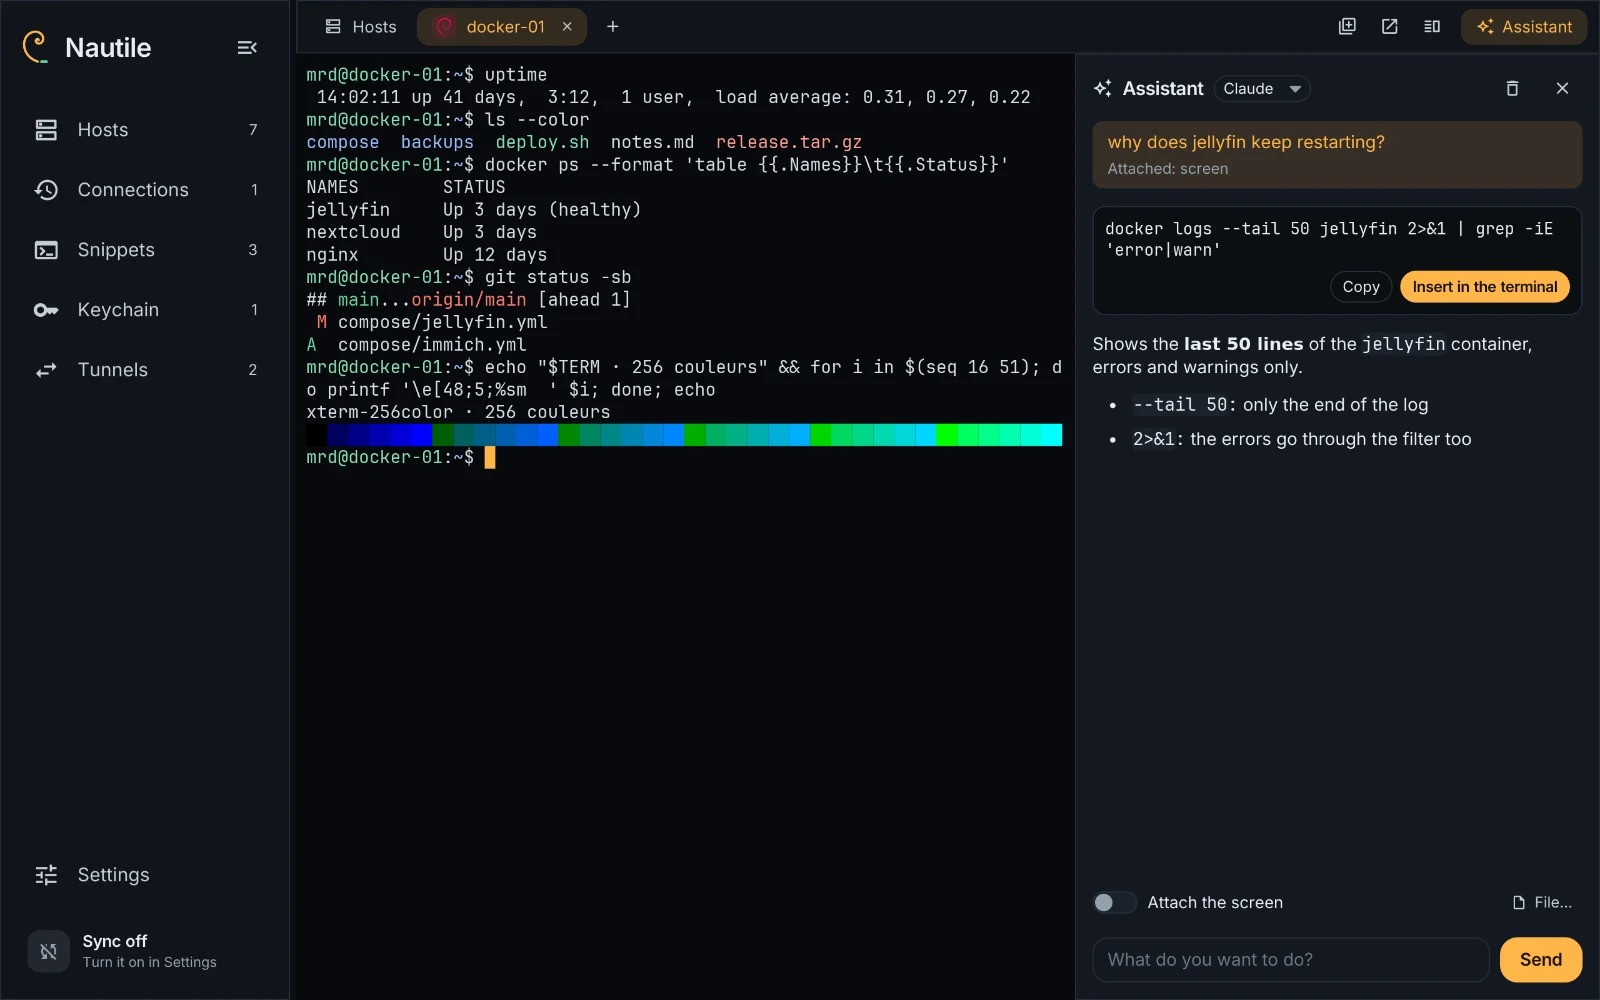 Nautile
Hosts 7
Connections 1
Snippets 3
Keychain 1
Tunnels 2
Settings
Sync off
Turn it on in Settings
Hosts
docker-01
Assistant
mrd@docker-01:~$ uptime
 14:02:11 up 41 days,  3:12,  1 user,  load average: 0.31, 0.27, 0.22
mrd@docker-01:~$ ls --color
compose  backups  deploy.sh  notes.md  release.tar.gz
mrd@docker-01:~$ docker ps --format 'table {{.Names}}\t{{.Status}}'
NAMES        STATUS
jellyfin     Up 3 days (healthy)
nextcloud    Up 3 days
nginx        Up 12 days
mrd@docker-01:~$ git status -sb
## main...origin/main [ahead 1]
 M compose/jellyfin.yml
A  compose/immich.yml
mrd@docker-01:~$ echo "$TERM · 256 couleurs" && for i in $(seq 16 51); d
o printf '\e[48;5;%sm  ' $i; done; echo
xterm-256color · 256 couleurs
mrd@docker-01:~$
Assistant
Claude
why does jellyfin keep restarting?
Attached: screen
docker logs --tail 50 jellyfin 2>&1 | grep -iE
'error|warn'
Copy
Insert in the terminal
Shows the last 50 lines of the jellyfin container,
errors and warnings only.
• --tail 50: only the end of the log
• 2>&1: the errors go through the filter too
Attach the screen
File...
What do you want to do?
Send